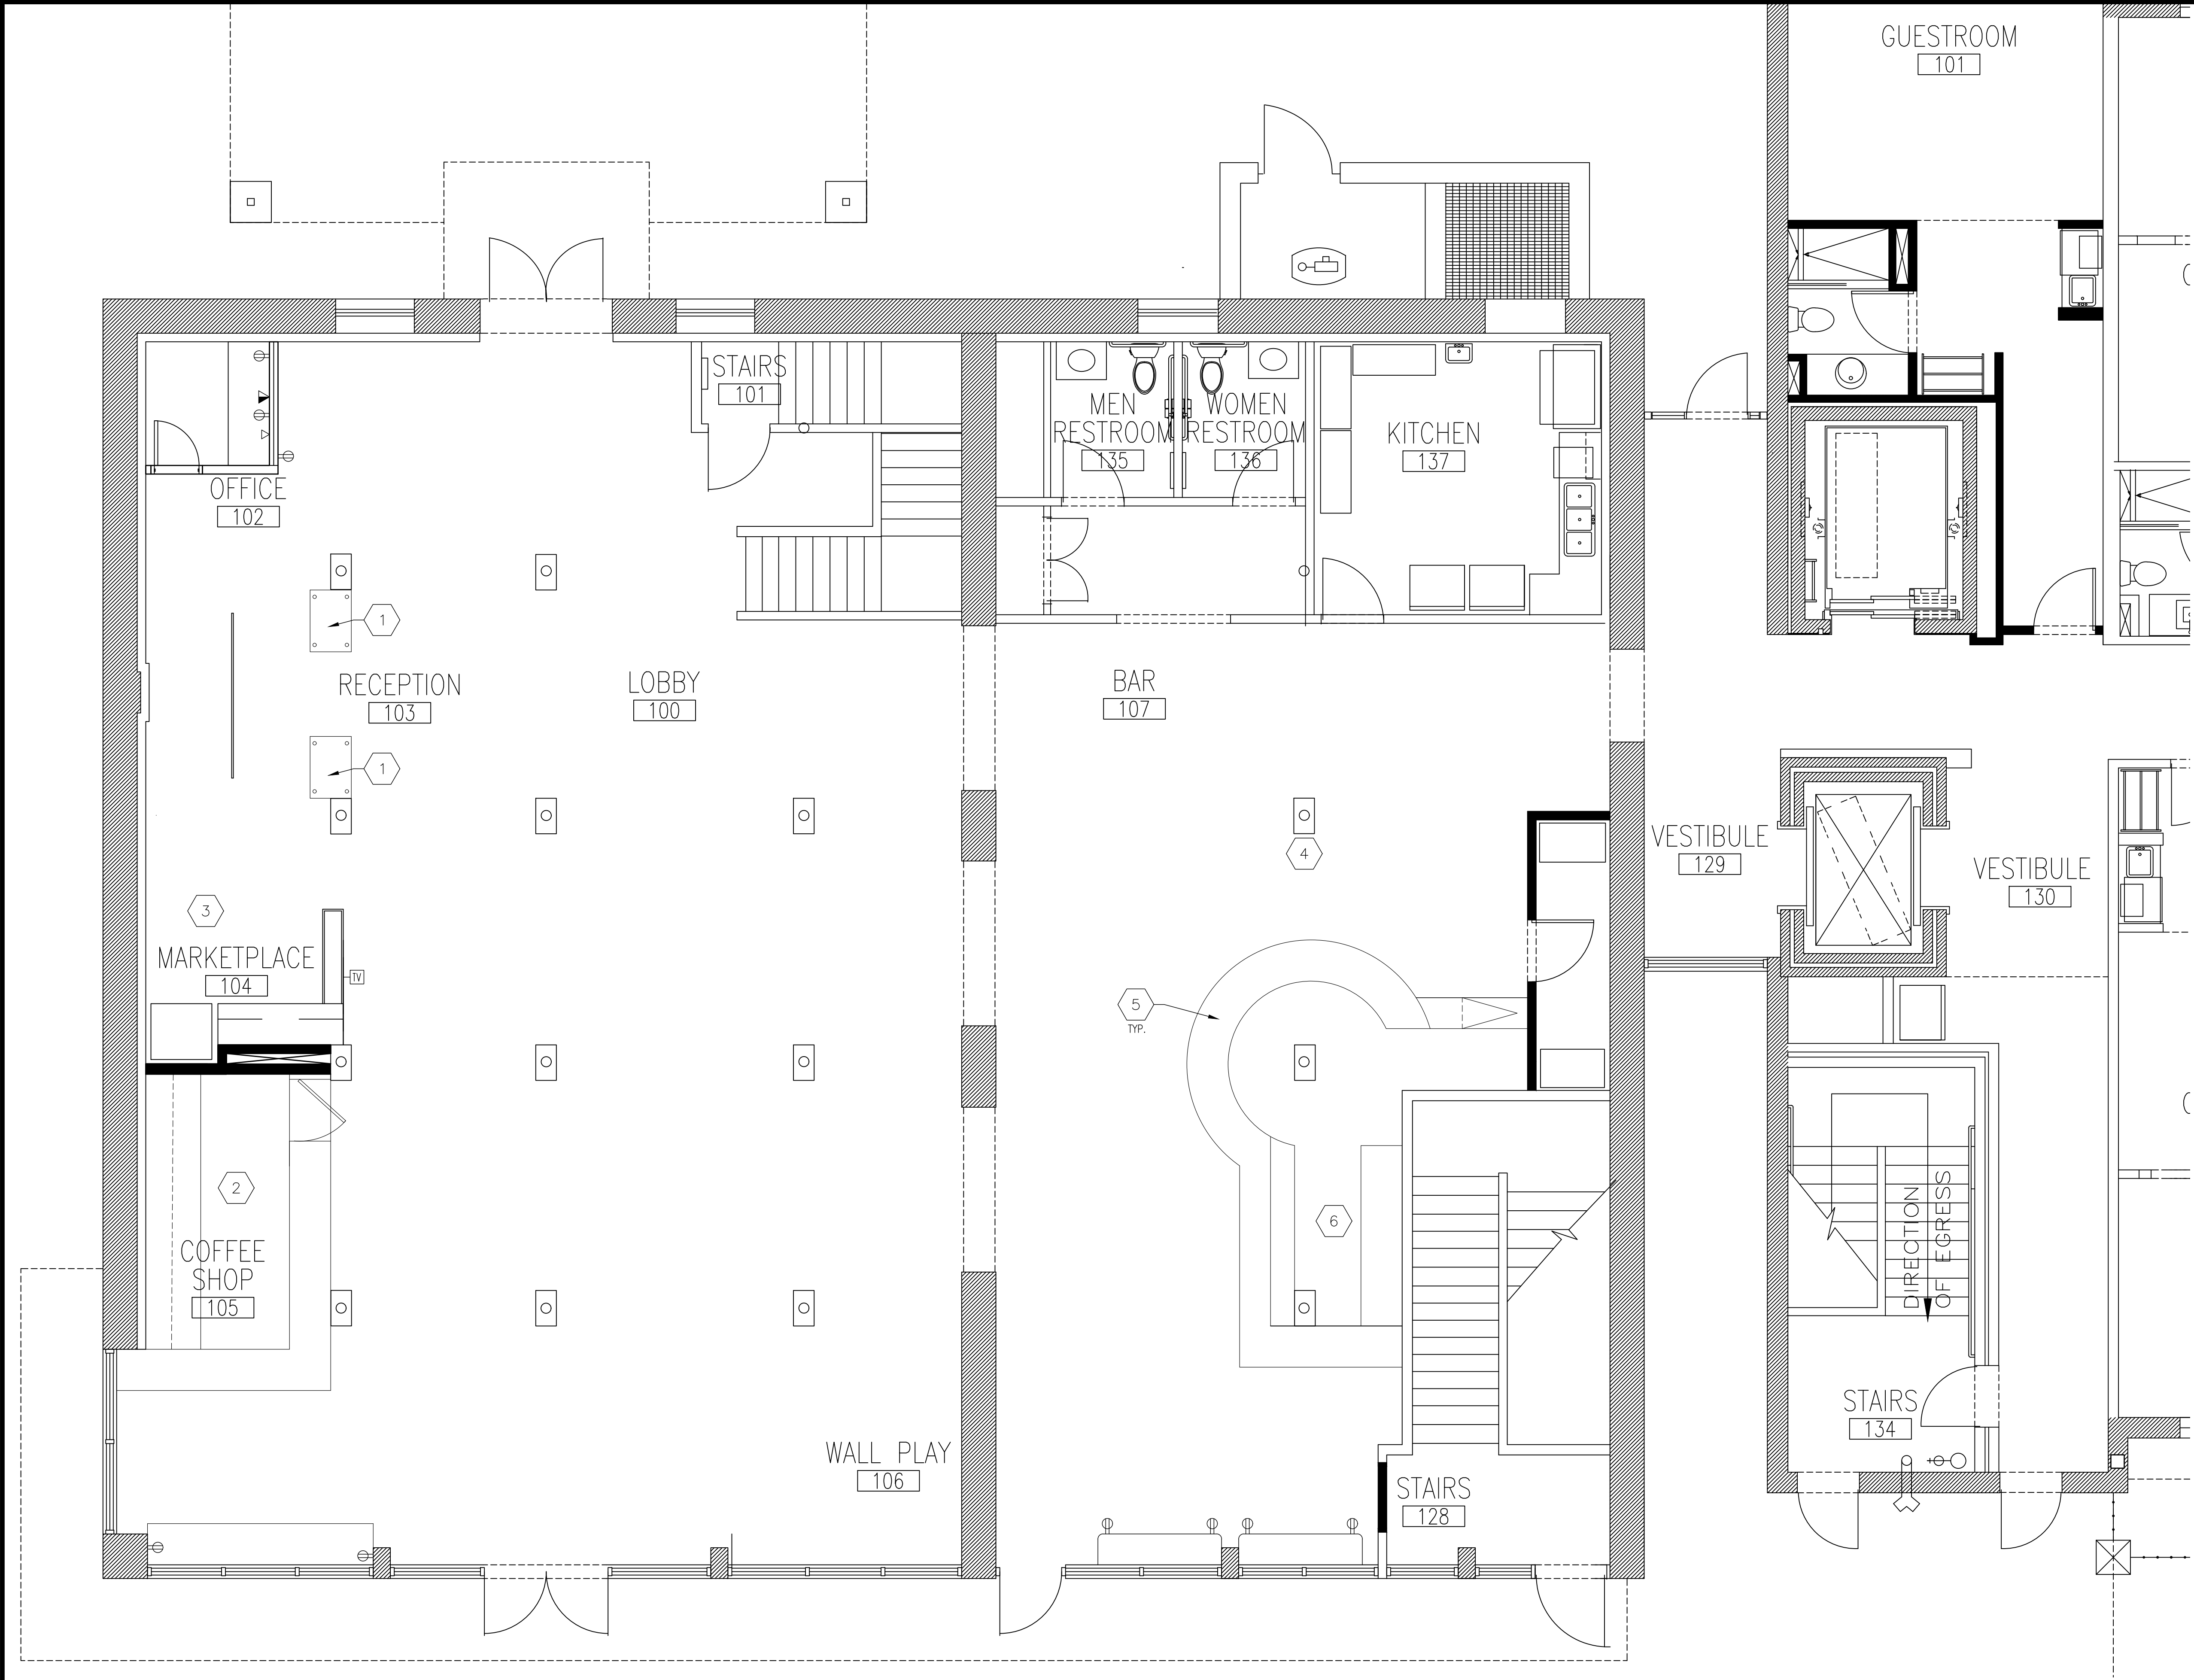 GUESTROOM
101
STAIRS
101
MEN
RESTROOM
135
WOMEN
RESTROOM
136
KITCHEN
137
OFFICE
102
1
RECEPTION
103
LOBBY
100
BAR
107
1
VESTIBULE
129
4
VESTIBULE
130
3
MARKETPLACE
104
TV
5
TYP.
2
6
COFFEE
SHOP
105
DIRECTION
OF EGRESS
STAIRS
134
WALL PLAY
106
STAIRS
128